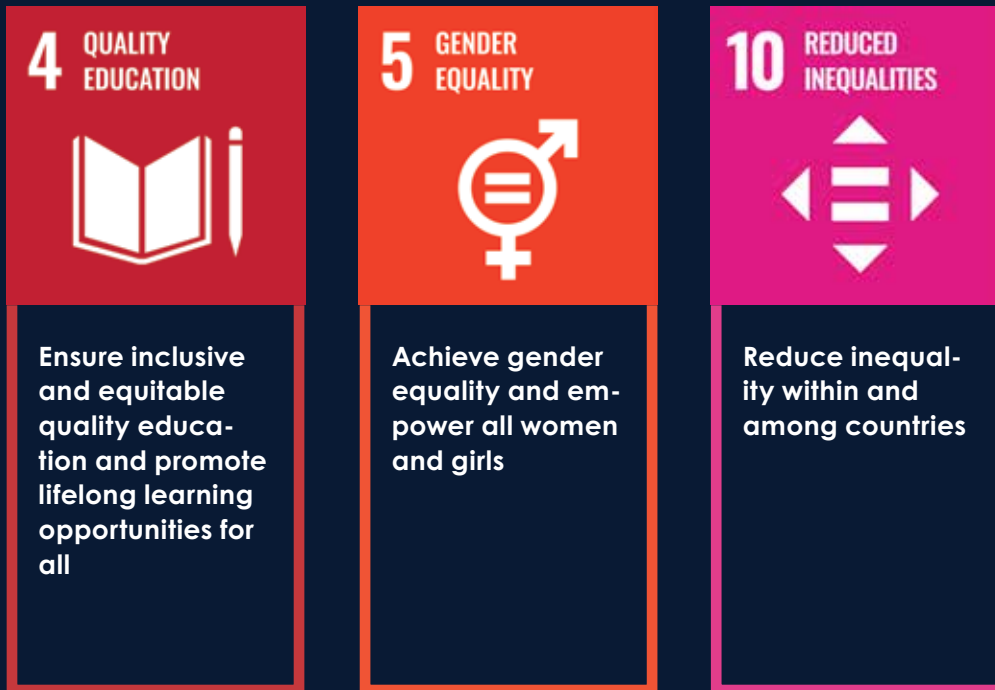 4 QUALITY
EDUCATION
Ensure inclusive
and equitable
quality educa-
tion and promote
lifelong learning
opportunities for
all
5 GENDER
EQUALITY
Achieve gender
equality and em-
power all women
and girls
10 REDUCED
INEQUALITIES
Reduce inequal-
ity within and
among countries